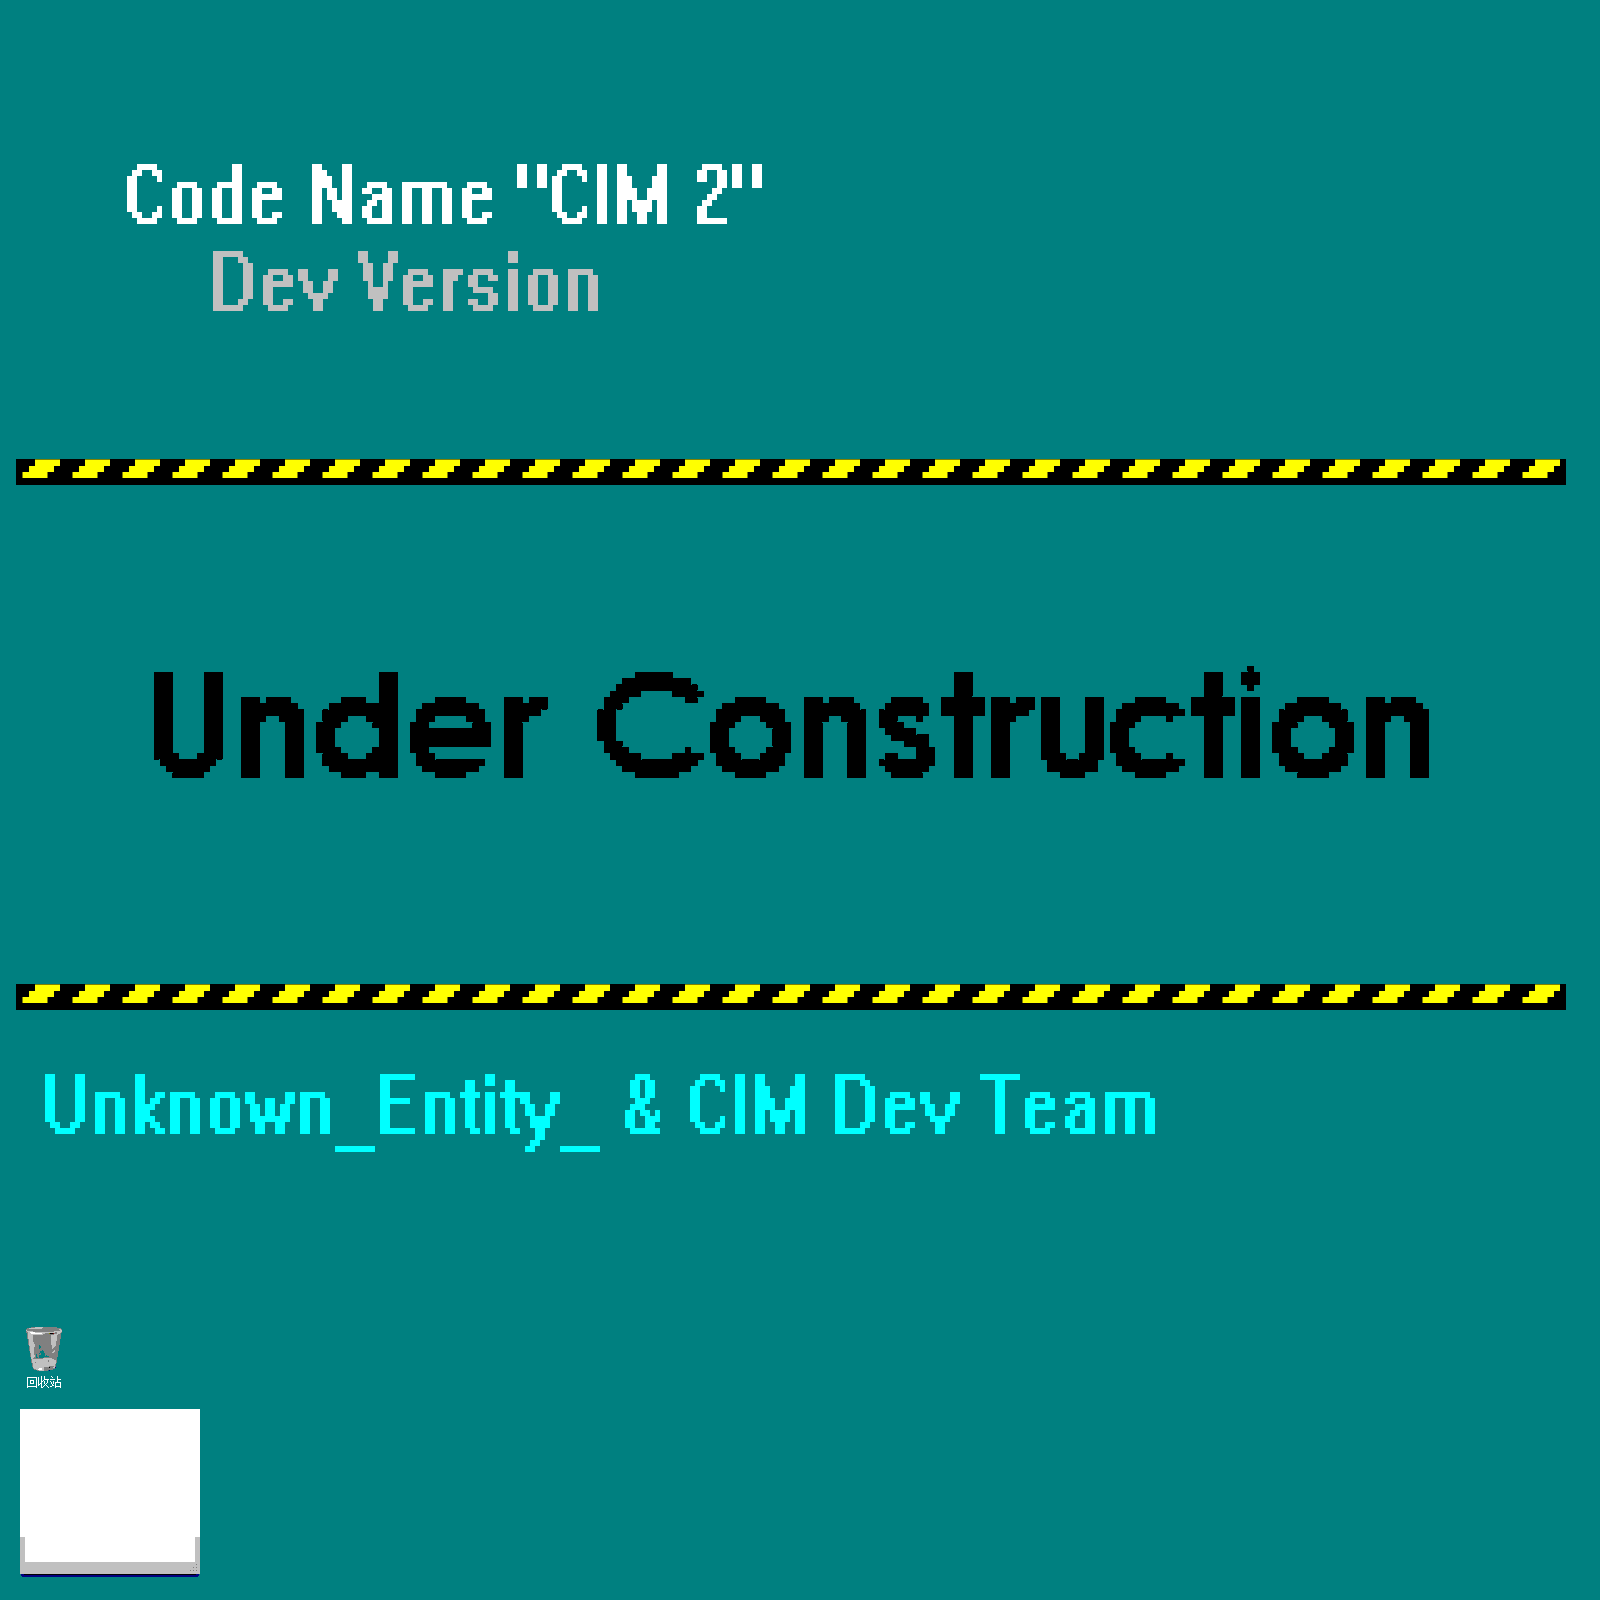 Code Name "CIM 2"
Dev Version
Under Construction
Unknown_Entity_ & CIM Dev Team
回收站